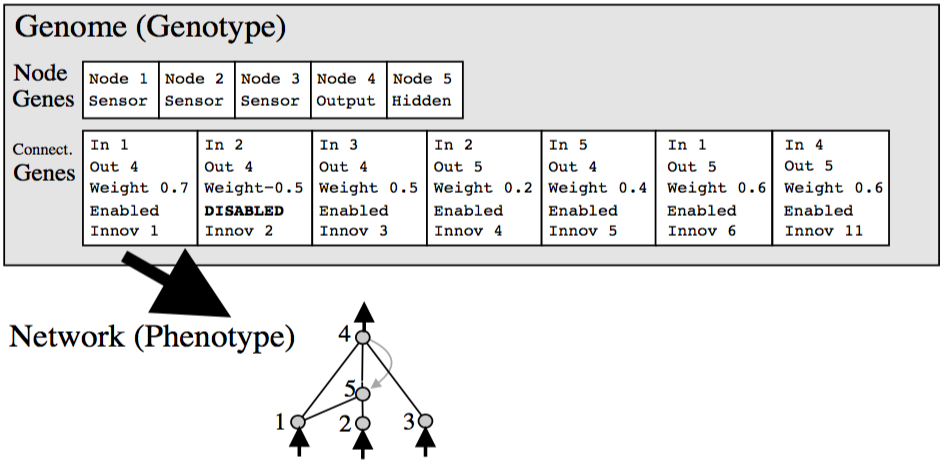 Genome (Genotype)
Node Genes
Node 1 Node 2 Node 3 Node 4 Node 5
Sensor Sensor Sensor Output Hidden
Connect. Genes
In 1 In 2 In 3 In 2 In 5 In 1 In 4
Out 4 Out 4 Out 4 Out 5 Out 4 Out 5 Out 5
Weight 0.7 Weight-0.5 Weight 0.5 Weight 0.2 Weight 0.4 Weight 0.6 Weight 0.6
Enabled DISABLED Enabled Enabled Enabled Enabled Enabled
Innov 1 Innov 2 Innov 3 Innov 4 Innov 5 Innov 6 Innov 11
Network (Phenotype)
4
5
1 2 3